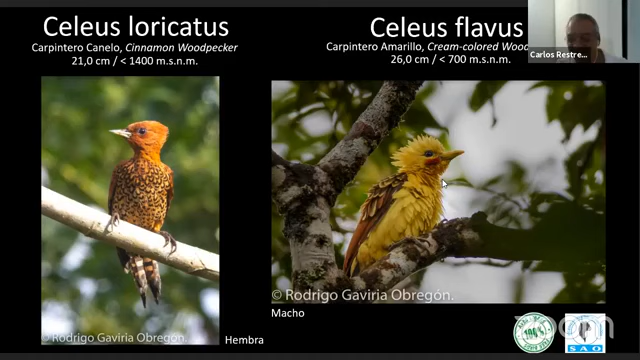 Celeus loricatus
Carpintero Canelo, Cinnamon Woodpecker
21,0 cm / < 1400 m.s.n.m.
Celeus flavus
Carpintero Amarillo, Cream-colored Wood
26,0 cm / < 700 m.s.n.m.
Carlos Restre...
© Rodrigo Gaviria Obregón.
Hembra
© Rodrigo Gaviria Obregón.
Macho
100%
SAO